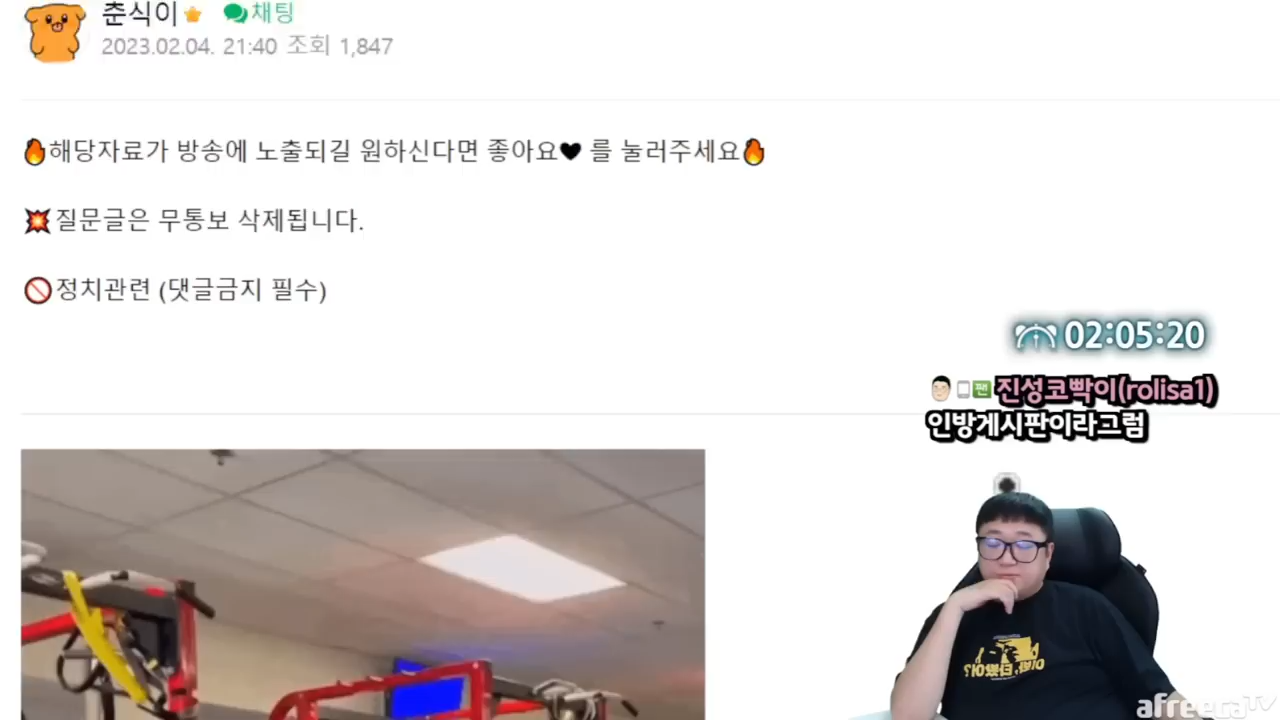 춘식이 채팅
2023.02.04. 21:40 조회 1,847
🔥해당자료가 방송에 노출되길 원하신다면 좋아요🖤 를 눌러주세요🔥
💥질문글은 무통보 삭제됩니다.
🚫정치관련 (댓글금지 필수)
02:05:20
팬 진성코빡이(rolisa1)
인방게시판이라그럼
afreecaTV